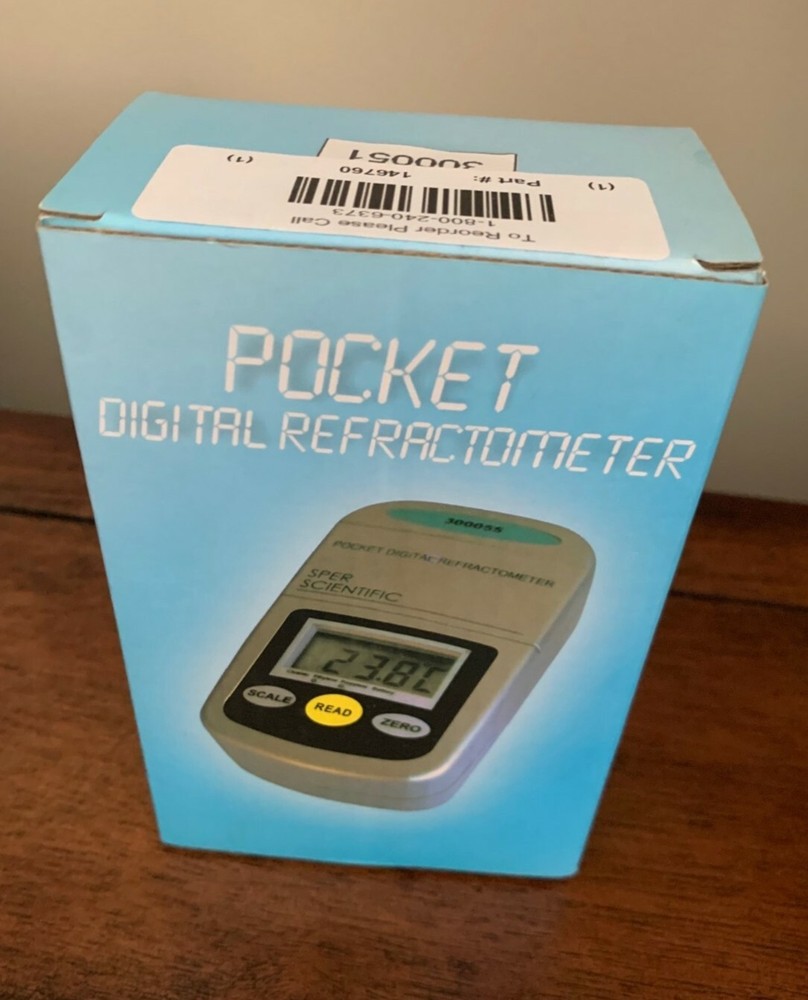 300051
(1) Part #: 146760 (1)
1-800-240-6373
To Reorder Please Call
POCKET
DIGITAL REFRACTOMETER
300055
POCKET DIGITAL REFRACTOMETER
SPER
SCIENTIFIC
23.8C
SCALE READ ZERO